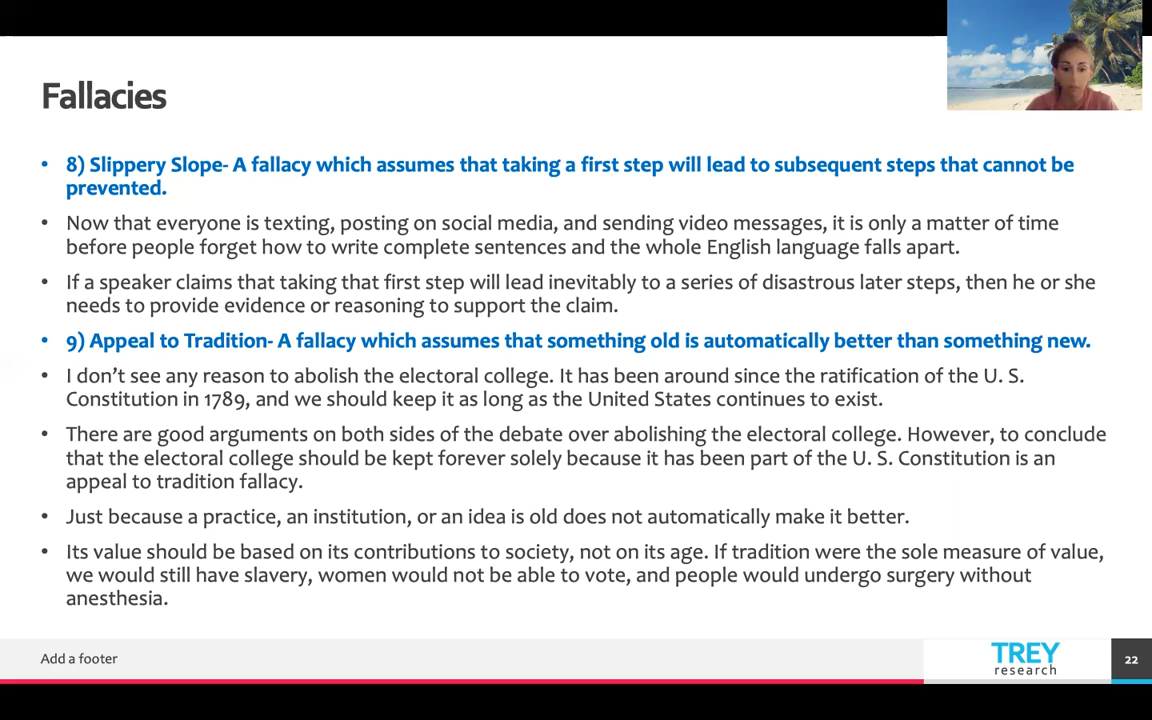 Fallacies
• 8) Slippery Slope- A fallacy which assumes that taking a first step will lead to subsequent steps that cannot be
prevented.
• Now that everyone is texting, posting on social media, and sending video messages, it is only a matter of time
before people forget how to write complete sentences and the whole English language falls apart.
• If a speaker claims that taking that first step will lead inevitably to a series of disastrous later steps, then he or she
needs to provide evidence or reasoning to support the claim.
• 9) Appeal to Tradition- A fallacy which assumes that something old is automatically better than something new.
• I don’t see any reason to abolish the electoral college. It has been around since the ratification of the U. S.
Constitution in 1789, and we should keep it as long as the United States continues to exist.
• There are good arguments on both sides of the debate over abolishing the electoral college. However, to conclude
that the electoral college should be kept forever solely because it has been part of the U. S. Constitution is an
appeal to tradition fallacy.
• Just because a practice, an institution, or an idea is old does not automatically make it better.
• Its value should be based on its contributions to society, not on its age. If tradition were the sole measure of value,
we would still have slavery, women would not be able to vote, and people would undergo surgery without
anesthesia.
Add a footer
TREY
research
22